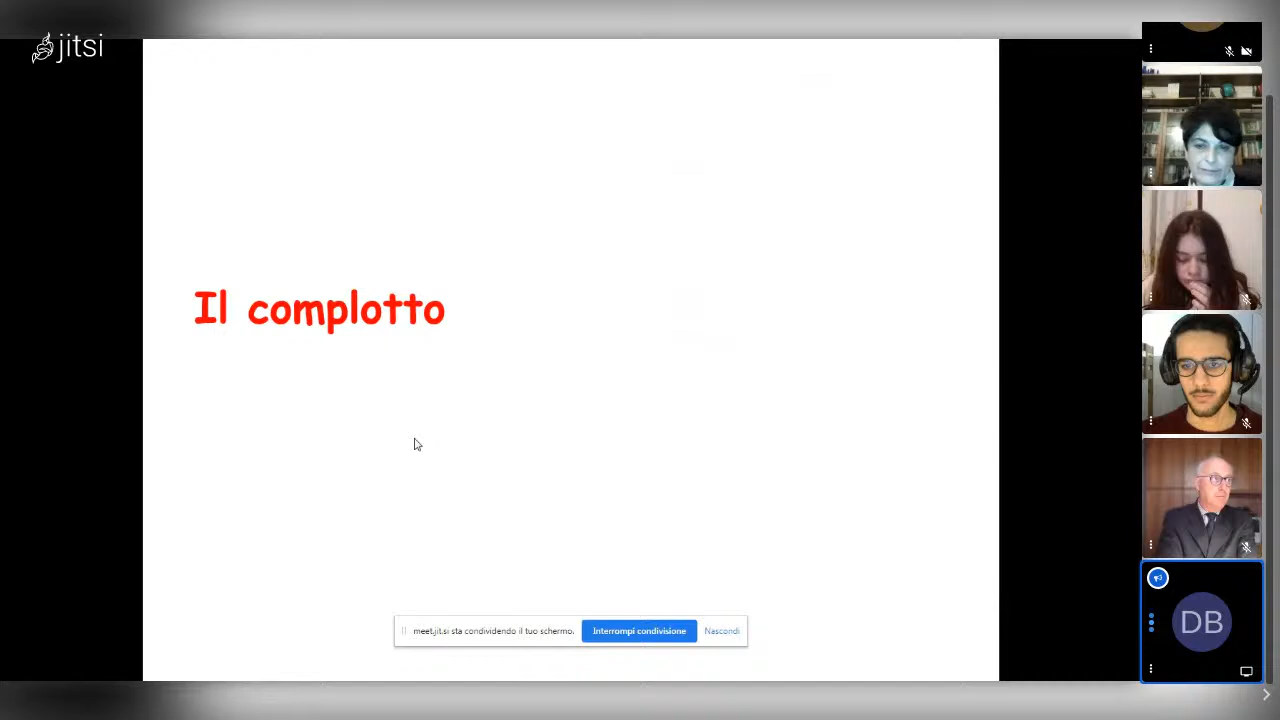 jitsi
Il complotto
meet.jit.si sta condividendo il tuo schermo.
Interrompi condivisione
Nascondi
DB